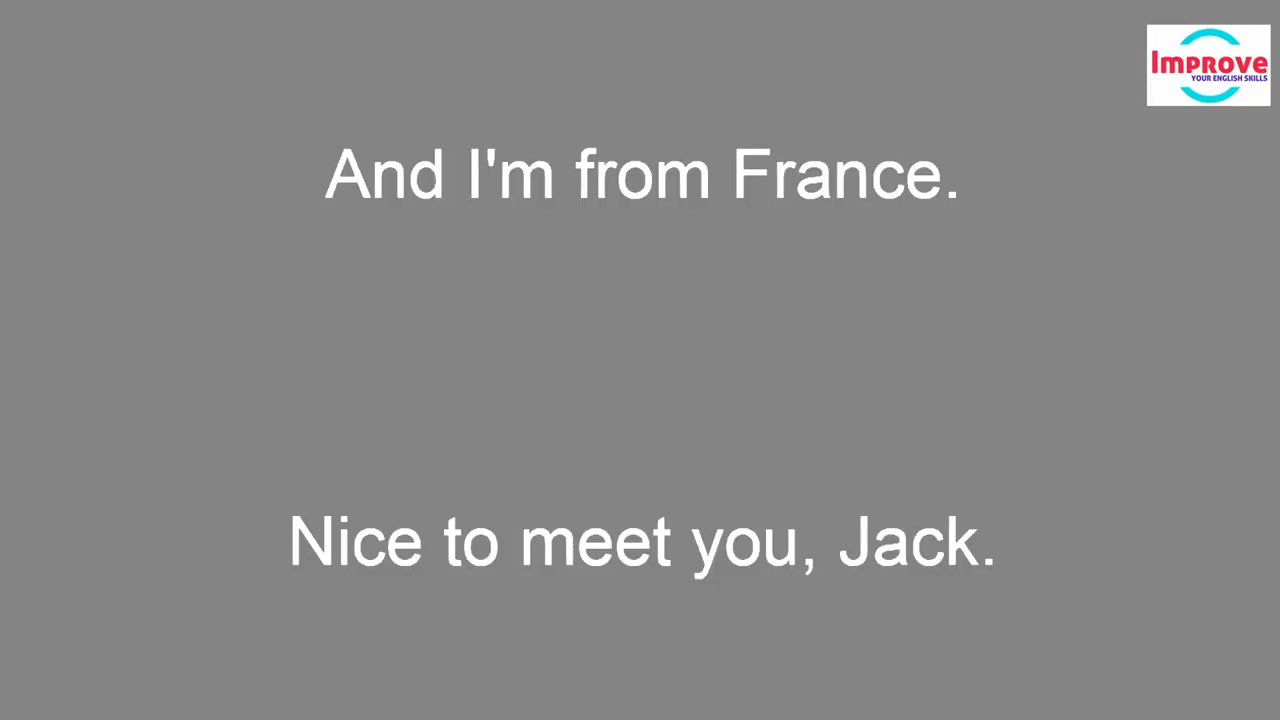 Improve
YOUR ENGLISH SKILLS
And I'm from France.
Nice to meet you, Jack.